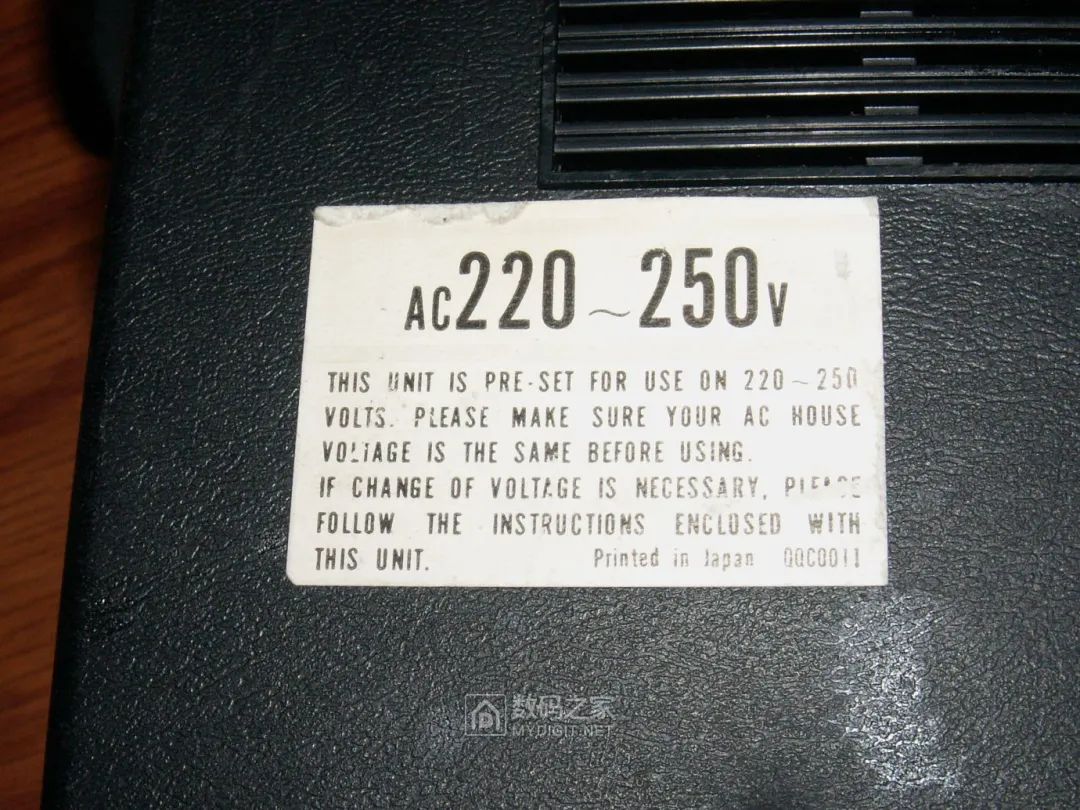 AC220~250V
THIS UNIT IS PRE-SET FOR USE ON 220~250
VOLTS. PLEASE MAKE SURE YOUR AC HOUSE
VOLTAGE IS THE SAME BEFORE USING.
IF CHANGE OF VOLTAGE IS NECESSARY, PLEASE
FOLLOW THE INSTRUCTIONS ENCLOSED WITH
THIS UNIT. Printed in Japan QQC0011
数码之家
MYDIGIT.NET